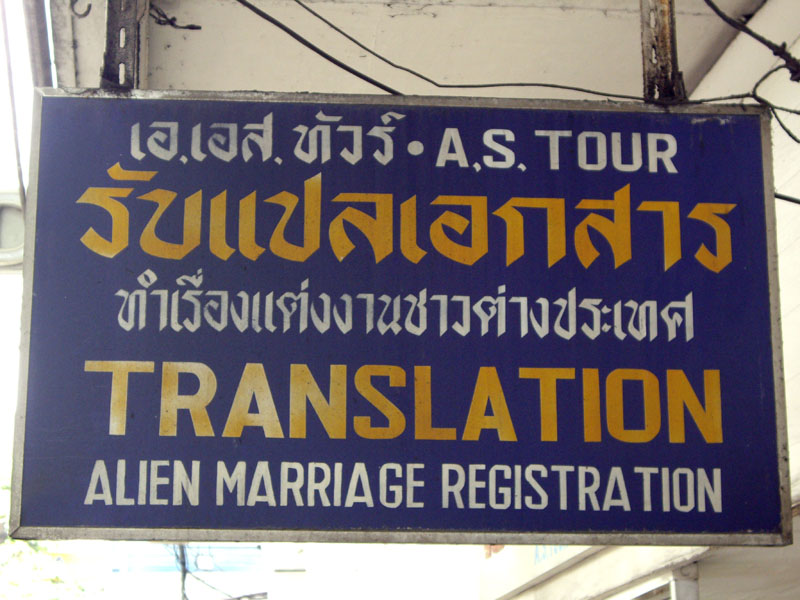 เอ.เอส. ทัวร์ • A.S. TOUR
รับแปลเอกสาร
ทำเรื่องแต่งงานชาวต่างประเทศ
TRANSLATION
ALIEN MARRIAGE REGISTRATION